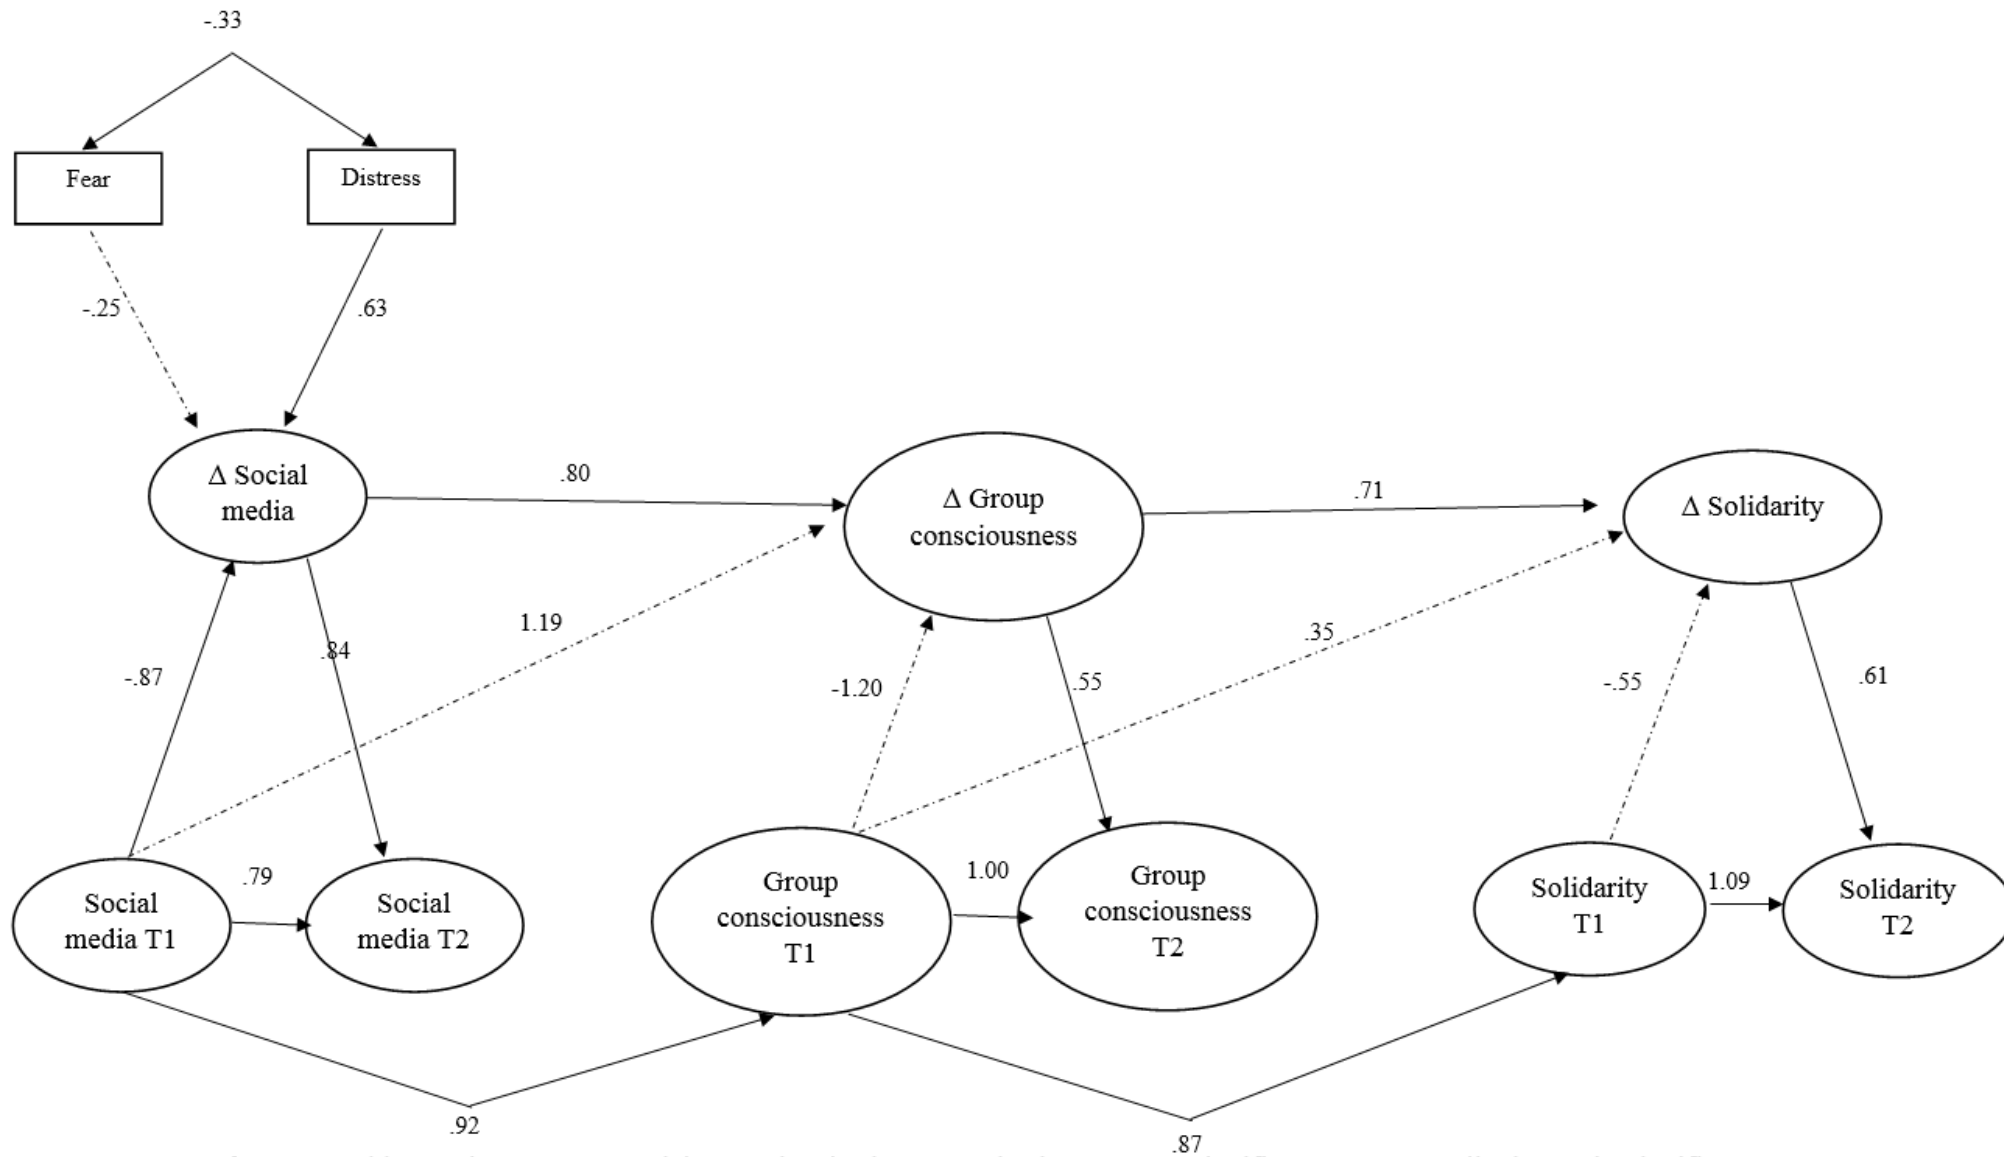 -.33
Fear
Distress
-.25
.63
Δ Social
media
.80
Δ Group
consciousness
.71
Δ Solidarity
-.87
.84
1.19
-1.20
.55
.35
-.55
.61
Social
media T1
.79
Social
media T2
Group
consciousness
T1
1.00
Group
consciousness
T2
Solidarity
T1
1.09
Solidarity
T2
.92
.87